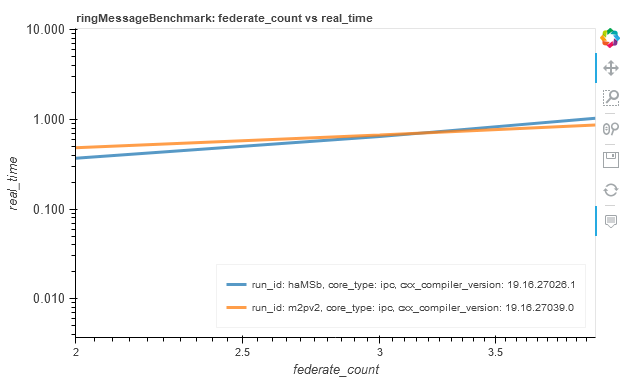 ringMessageBenchmark: federate_count vs real_time
10.000
1.000
0.100
0.010
real_time
run_id: haMSb, core_type: ipc, cxx_compiler_version: 19.16.27026.1
run_id: m2pv2, core_type: ipc, cxx_compiler_version: 19.16.27039.0
2 2.5 3 3.5
federate_count